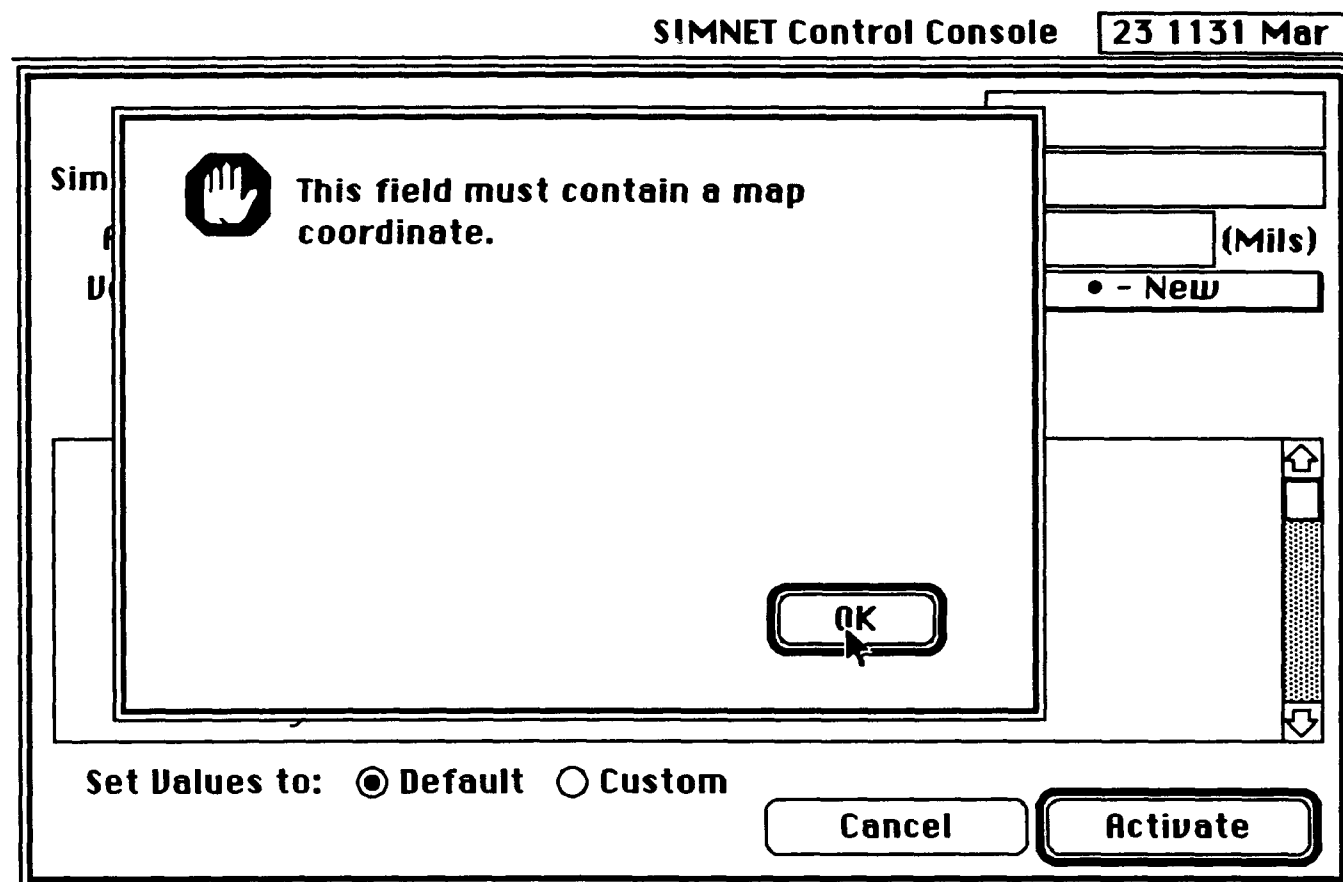 SIMNET Control Console 23 1131 Mar
Sim
This field must contain a map
coordinate.
(Mils)
• - New
OK
Set Values to: Default Custom
Cancel Activate